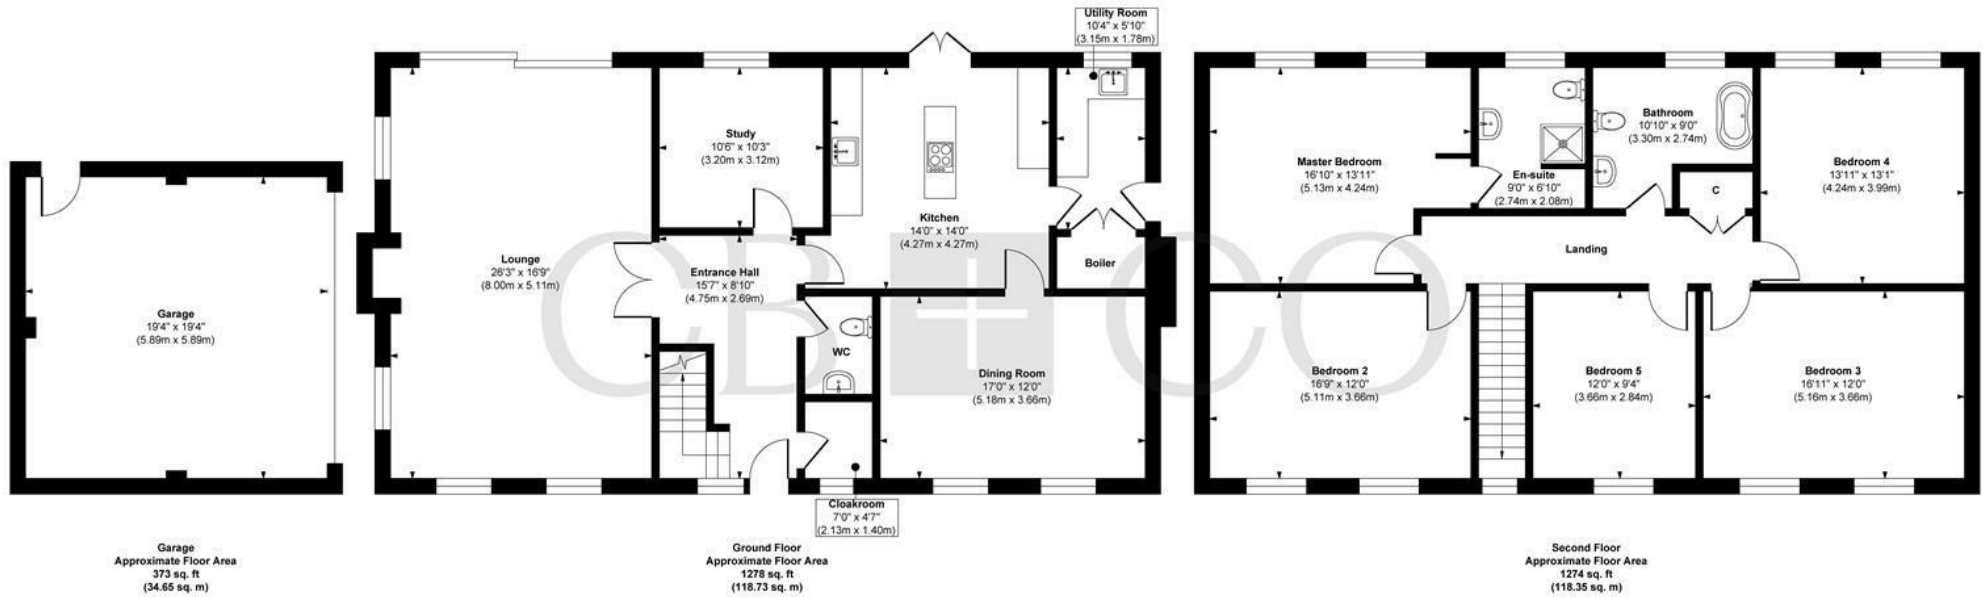 Garage
19'4" x 19'4"
(5.89m x 5.89m)
Garage
Approximate Floor Area
373 sq. ft
(34.65 sq. m)
Lounge
26'3" x 16'9"
(8.00m x 5.11m)
Study
10'6" x 10'3"
(3.20m x 3.12m)
Entrance Hall
15'7" x 8'10"
(4.75m x 2.69m)
Kitchen
14'0" x 14'0"
(4.27m x 4.27m)
Utility Room
10'4" x 5'10"
(3.15m x 1.78m)
Boiler
WC
Dining Room
17'0" x 12'0"
(5.18m x 3.66m)
Cloakroom
7'0" x 4'7"
(2.13m x 1.40m)
Ground Floor
Approximate Floor Area
1278 sq. ft
(118.73 sq. m)
Master Bedroom
16'10" x 13'11"
(5.13m x 4.24m)
En-suite
9'0" x 6'10"
(2.74m x 2.08m)
Bathroom
10'10" x 9'0"
(3.30m x 2.74m)
C
Bedroom 4
13'11" x 13'1"
(4.24m x 3.99m)
Landing
Bedroom 2
16'9" x 12'0"
(5.11m x 3.66m)
Bedroom 5
12'0" x 9'4"
(3.66m x 2.84m)
Bedroom 3
16'11" x 12'0"
(5.16m x 3.66m)
Second Floor
Approximate Floor Area
1274 sq. ft
(118.35 sq. m)
CB+CO